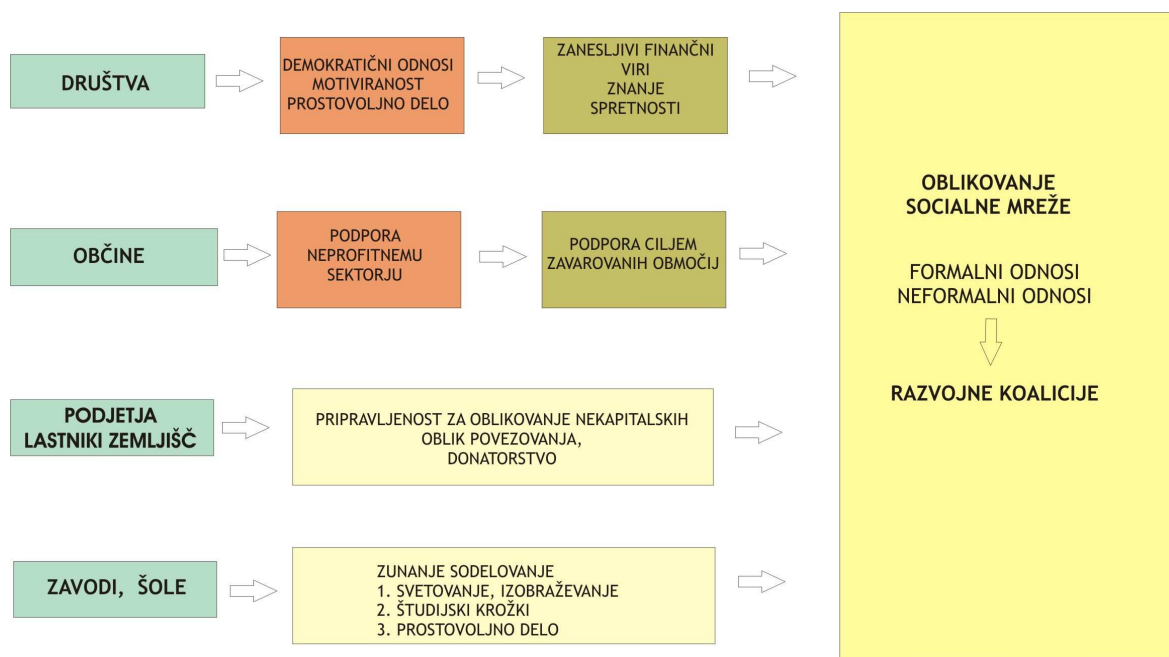 DRUŠTVA
DEMOKRATIČNI ODNOSI
MOTIVIRANOST
PROSTOVOLJNO DELO
ZANESLJIVI FINANČNI
VIRI
ZNANJE
SPRETNOSTI
OBČINE
PODPORA
NEPROFITNEMU
SEKTORJU
PODPORA CILJEM
ZAVAROVANIH OBMOČIJ
PODJETJA
LASTNIKI ZEMLJIŠČ
PRIPRAVLJENOST ZA OBLIKOVANJE NEKAPITALSKIH
OBLIK POVEZOVANJA,
DONATORSTVO
ZAVODI, ŠOLE
ZUNANJE SODELOVANJE
1. SVETOVANJE, IZOBRAŽEVANJE
2. ŠTUDIJSKI KROŽKI
3. PROSTOVOLJNO DELO
OBLIKOVANJE
SOCIALNE MREŽE
FORMALNI ODNOSI
NEFORMALNI ODNOSI
RAZVOJNE KOALICIJE